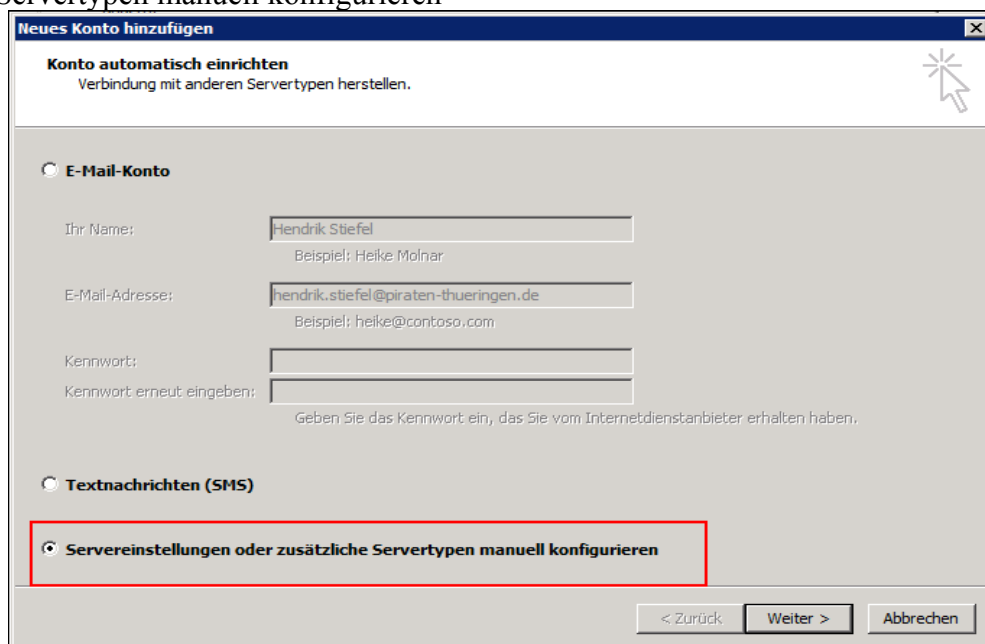 Servertypen manuell konfigurieren
Neues Konto hinzufügen
Konto automatisch einrichten
Verbindung mit anderen Servertypen herstellen.
E-Mail-Konto
Ihr Name:
Hendrik Stiefel
Beispiel: Heike Molnar
E-Mail-Adresse:
hendrik.stiefel@piraten-thueringen.de
Beispiel: heike@contoso.com
Kennwort:
Kennwort erneut eingeben:
Geben Sie das Kennwort ein, das Sie vom Internetdienstanbieter erhalten haben.
Textnachrichten (SMS)
Servereinstellungen oder zusätzliche Servertypen manuell konfigurieren
< Zurück Weiter > Abbrechen